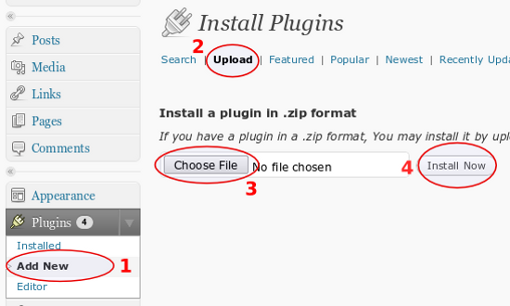 Install Plugins
2
Search | Upload | Featured | Popular | Newest | Recently Upda
Install a plugin in .zip format
If you have a plugin in a .zip format, You may install it by uplo
Choose File No file chosen
3
4
Install Now
Posts
Media
Links
Pages
Comments
Appearance
Plugins 4
Installed
Add New 1
Editor